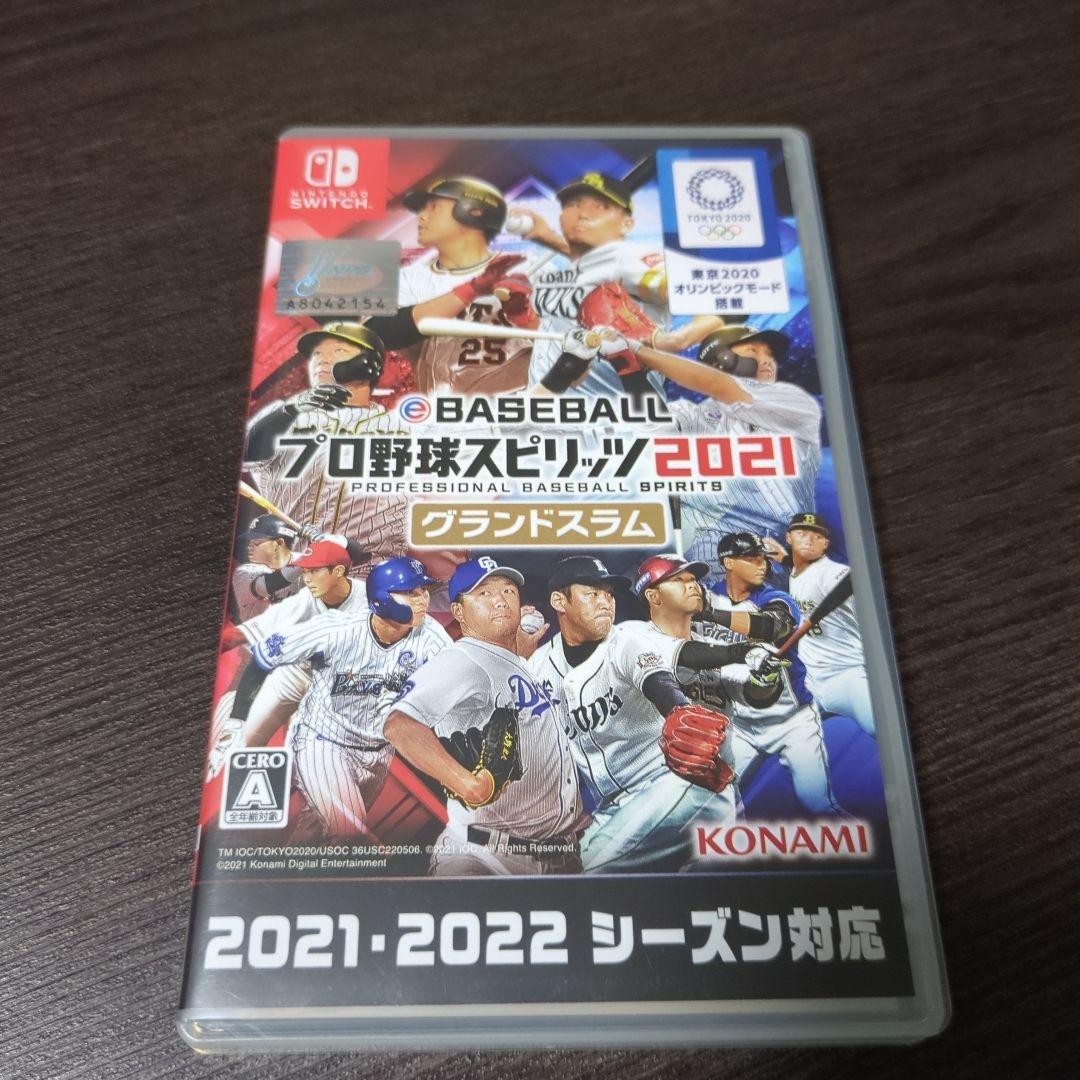 NINTENDO
SWITCH™
TOKYO 2020
東京2020
オリンピックモード
搭載
A8042154
25
eBASEBALL
プロ野球スピリッツ2021
PROFESSIONAL BASEBALL SPIRITS
グランドスラム
CERO
A
全年齢対象
KONAMI
TM IOC/TOKYO2020/USOC 36USC220506. ©2021 IOC. All Rights Reserved.
©2021 Konami Digital Entertainment
2021・2022 シーズン対応